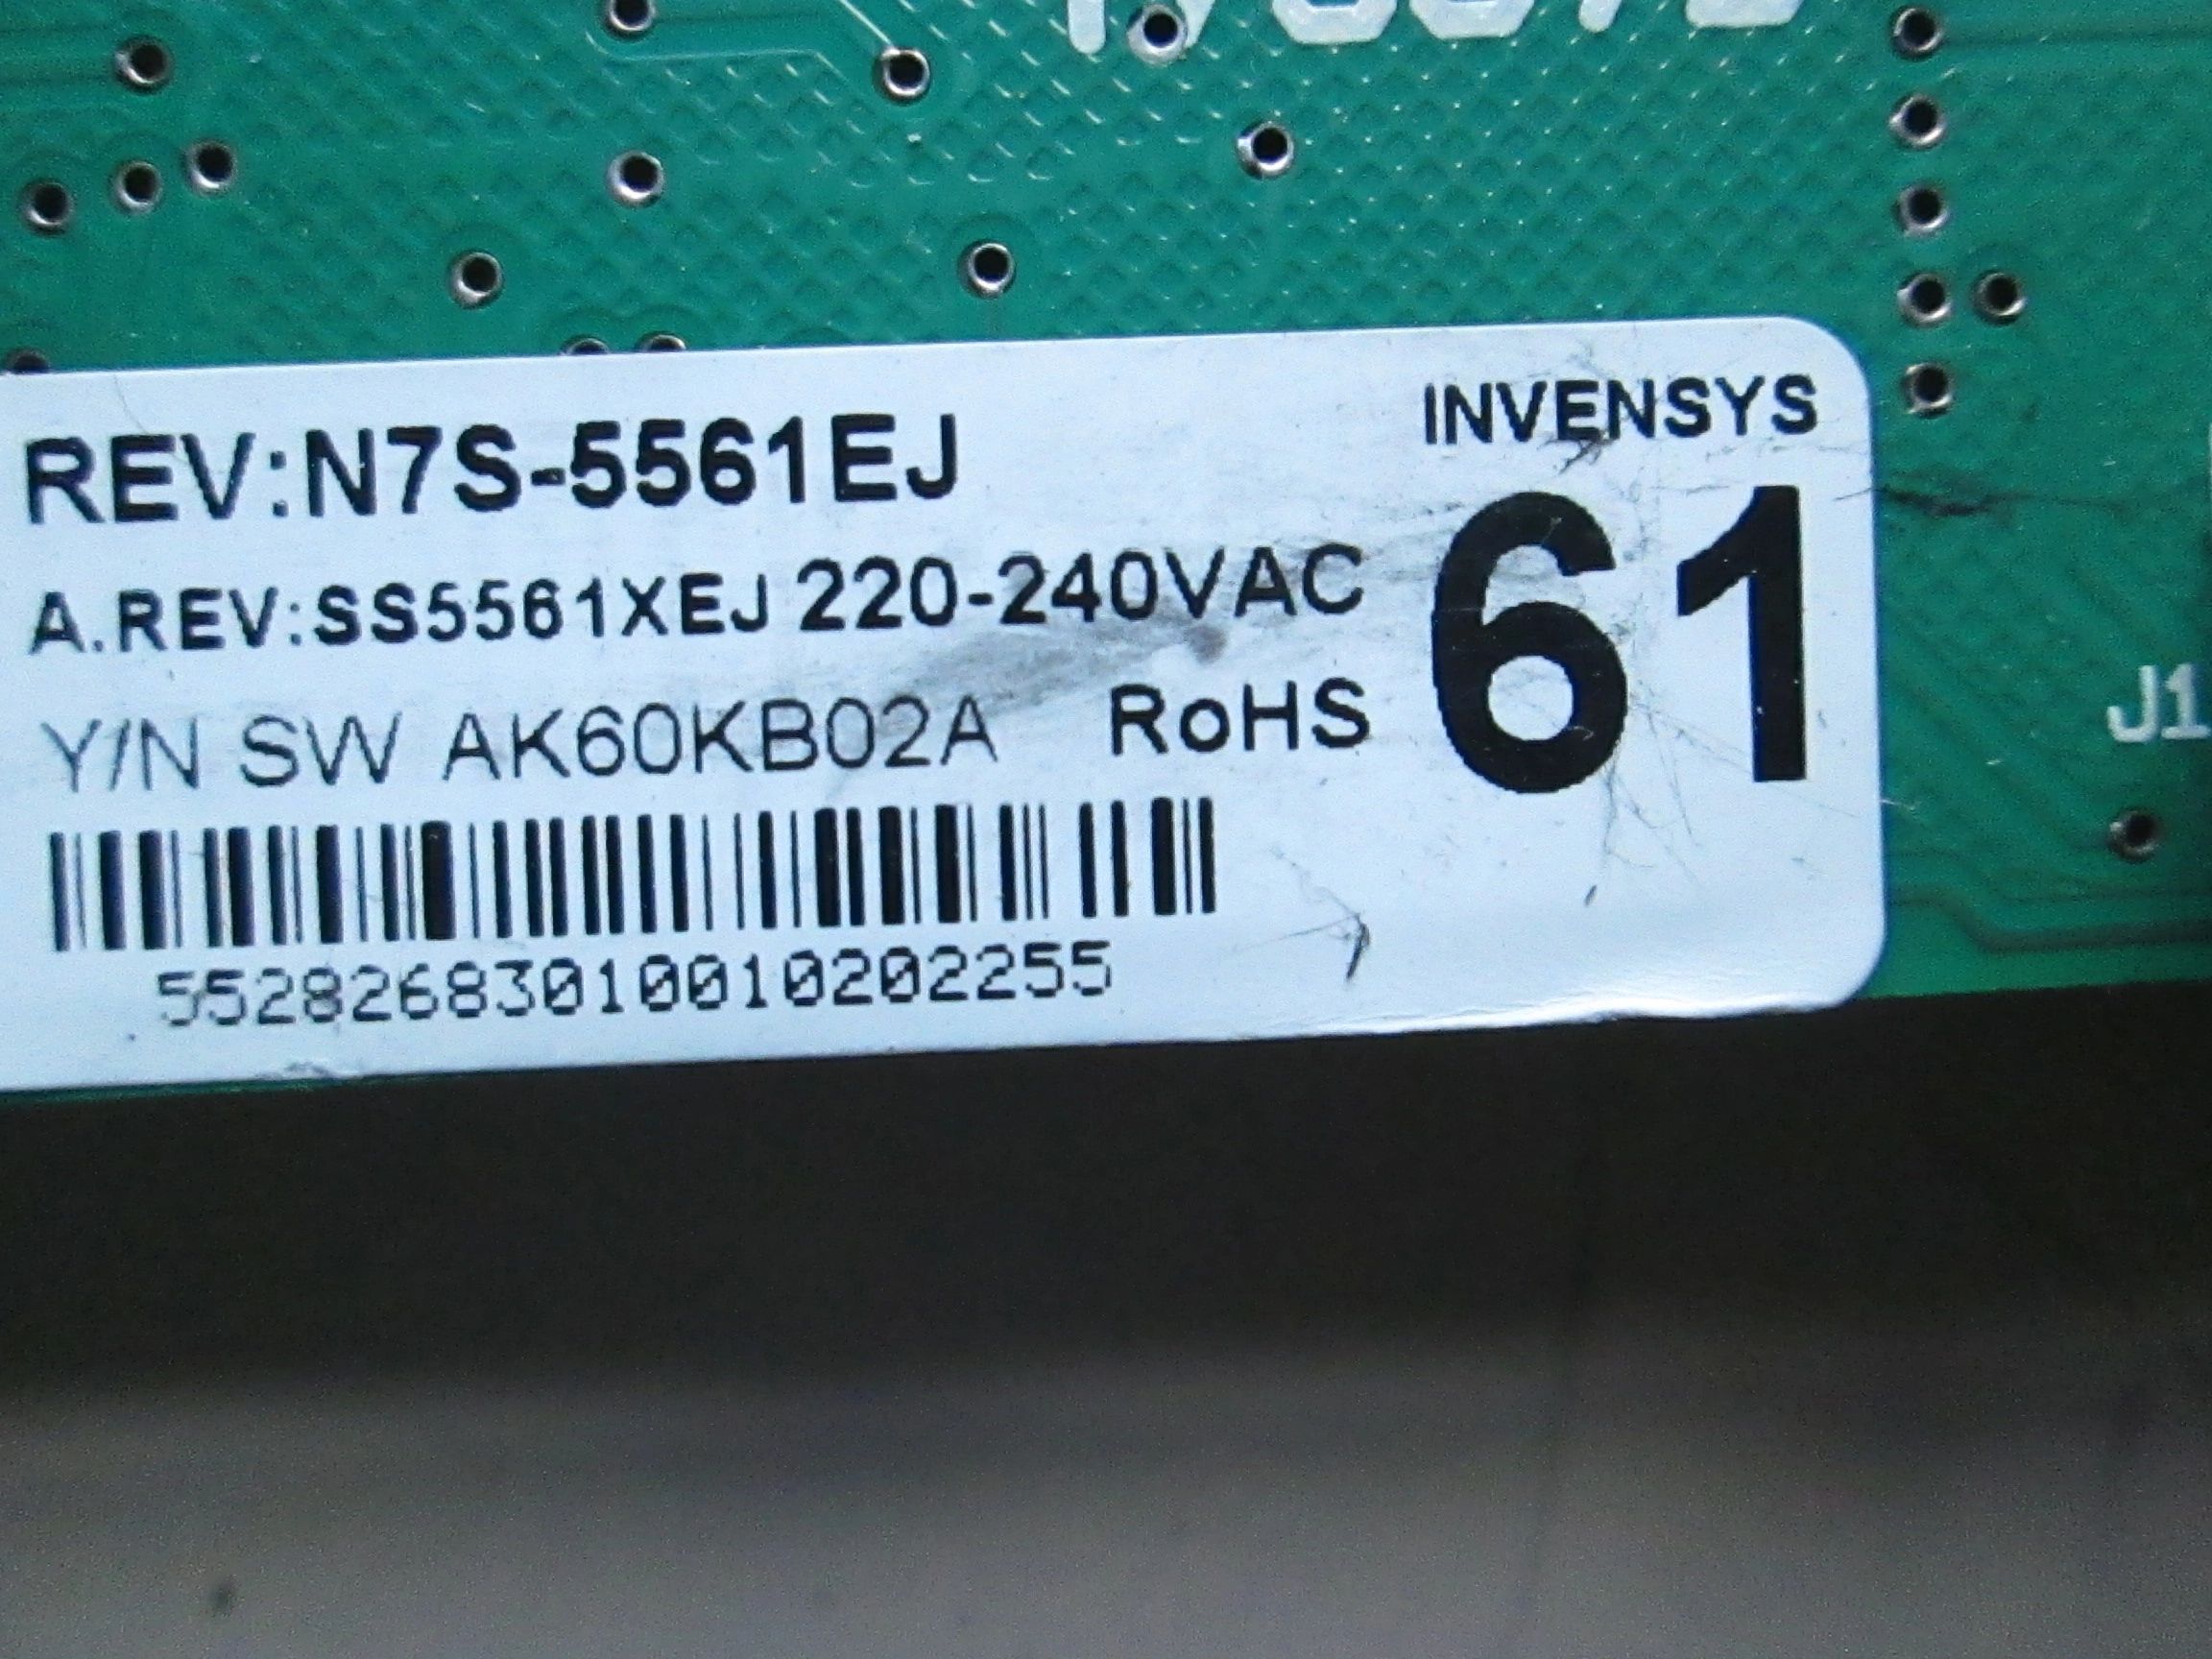 REV:N7S-5561EJ
INVENSYS
61
A.REV:SS5561XEJ 220-240VAC
Y/N SW AK60KB02A RoHS
55282683010010202255
J1